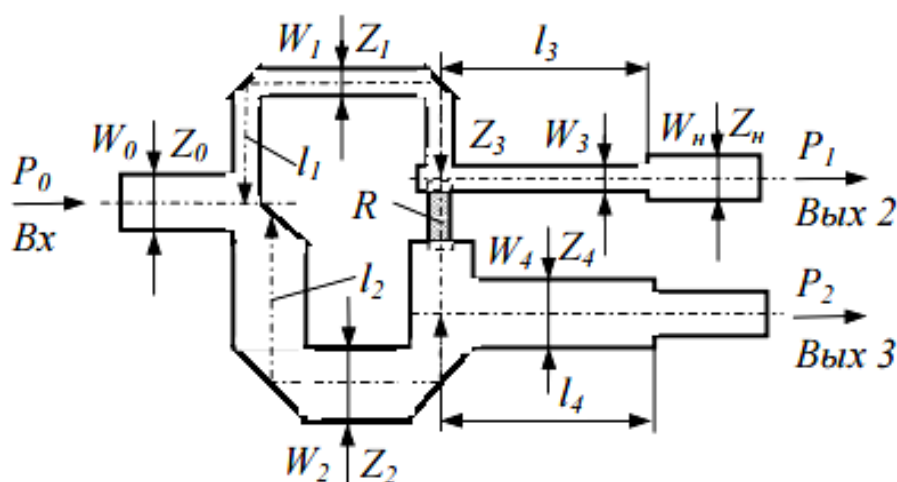 W₁ Z₁ l₃
W₀ Z₀ Z₃ W₃ Wн Zн
P₀ l₁ P₁
Вх R Вых 2
W₄ Z₄
l₂ P₂
Вых 3
l₄
W₂ Z₂